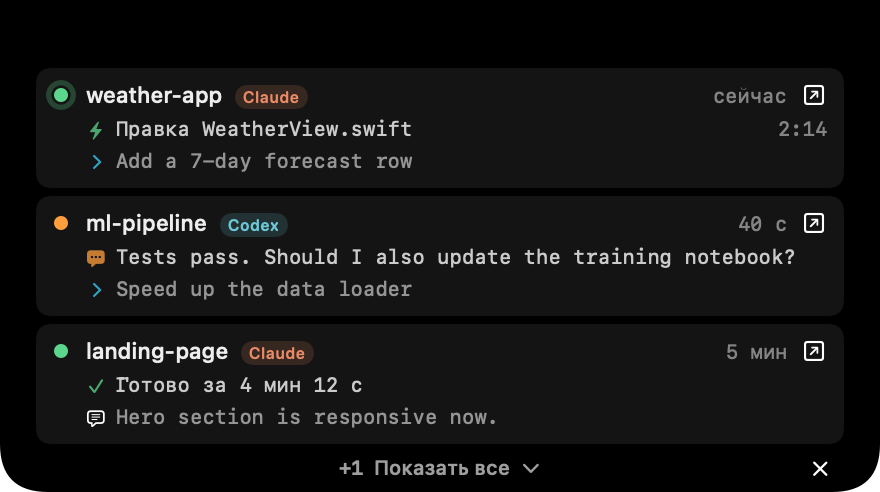 weather-app Claude сейчас
Правка WeatherView.swift 2:14
Add a 7-day forecast row
ml-pipeline Codex 40 с
Tests pass. Should I also update the training notebook?
Speed up the data loader
landing-page Claude 5 мин
Готово за 4 мин 12 с
Hero section is responsive now.
+1 Показать все